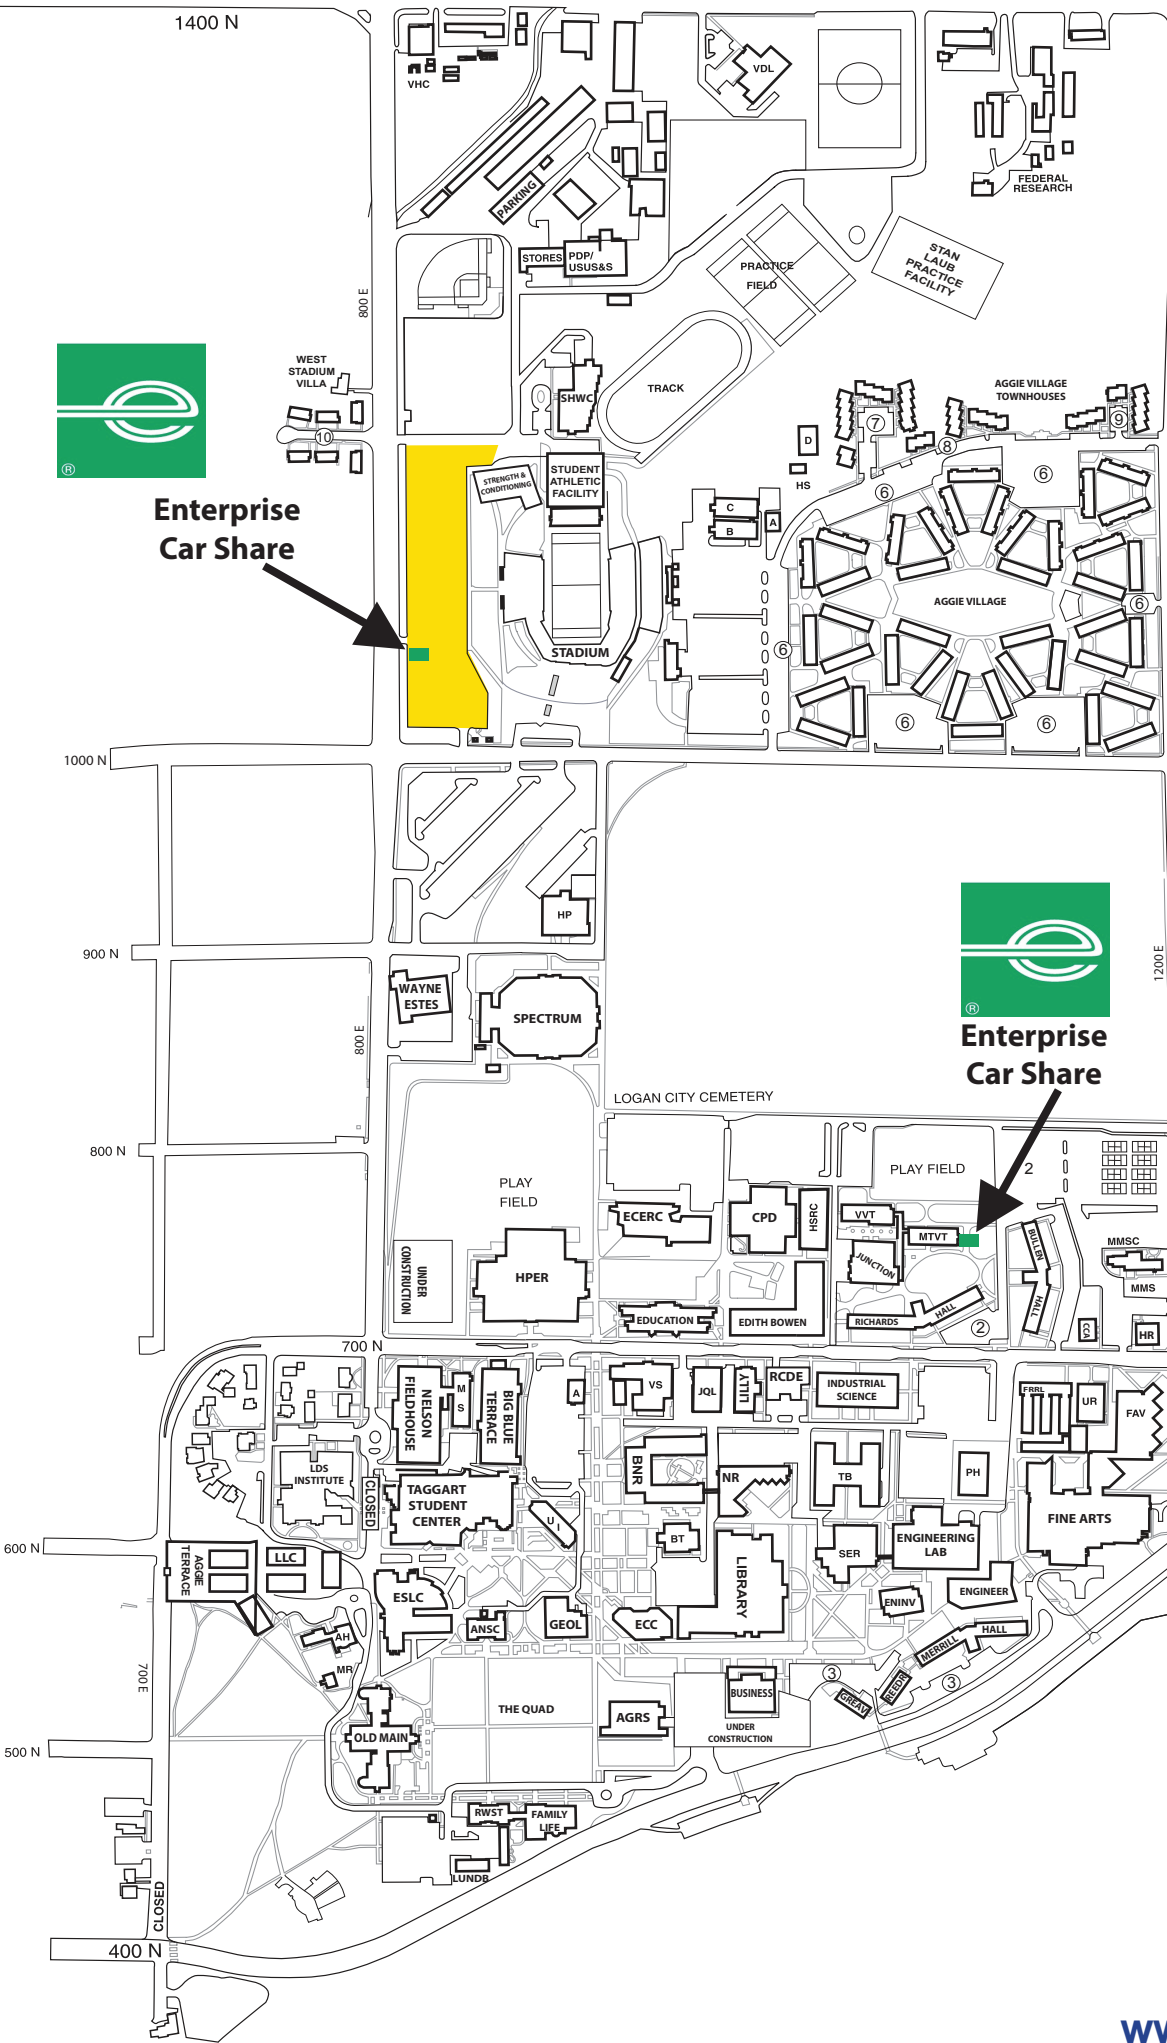 1400 N
VHC
VDL
FEDERAL
RESEARCH
PARKING
STORES
PDP/
USUS&S
PRACTICE
FIELD
STAN
LAUB
PRACTICE
FACILITY
800 E
WEST
STADIUM
VILLA
10
®
Enterprise
Car Share
SHWC
TRACK
AGGIE VILLAGE
TOWNHOUSES
7
8
9
D
HS
6
6
6
STRENGTH &
CONDITIONING
STUDENT
ATHLETIC
FACILITY
C
B
A
AGGIE VILLAGE
6
6
STADIUM
6
6
1000 N
HP
900 N
WAYNE
ESTES
SPECTRUM
800 E
1200 E
®
Enterprise
Car Share
LOGAN CITY CEMETERY
800 N
PLAY
FIELD
PLAY FIELD
2
ECERC
CPD
HSRC
VVT
MTVT
JUNCTION
BULLEN
HALL
MMSC
MMS
UNDER
CONSTRUCTION
HPER
EDUCATION
EDITH BOWEN
RICHARDS
HALL
2
CCA
HR
700 N
NELSON
FIELDHOUSE
M
S
BIG BLUE
TERRACE
A
VS
JQL
LILLY
RCDE
INDUSTRIAL
SCIENCE
FRRL
UR
FAV
LDS
INSTITUTE
CLOSED
TAGGART
STUDENT
CENTER
U
I
BNR
NR
TB
PH
FINE ARTS
600 N
AGGIE
TERRACE
LLC
BT
LIBRARY
SER
ENGINEERING
LAB
ESLC
ANSC
GEOL
ECC
ENINV
ENGINEER
AH
MR
MERRILL
HALL
700 E
3
3
REEDR
GREAV
BUSINESS
THE QUAD
AGRS
UNDER
CONSTRUCTION
OLD MAIN
500 N
RWST
FAMILY
LIFE
LUNDB
CLOSED
400 N
WW